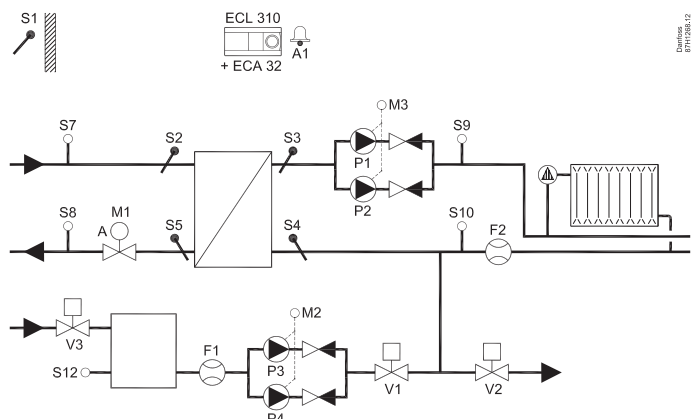 S1
ECL 310
A1
+ ECA 32
Danfoss
87H1268.12
M3
S7
S2
S3
S9
P1
P2
S8
M1
A
S5
S4
S10
F2
M2
V3
F1
P3
S12
V1
V2
P4